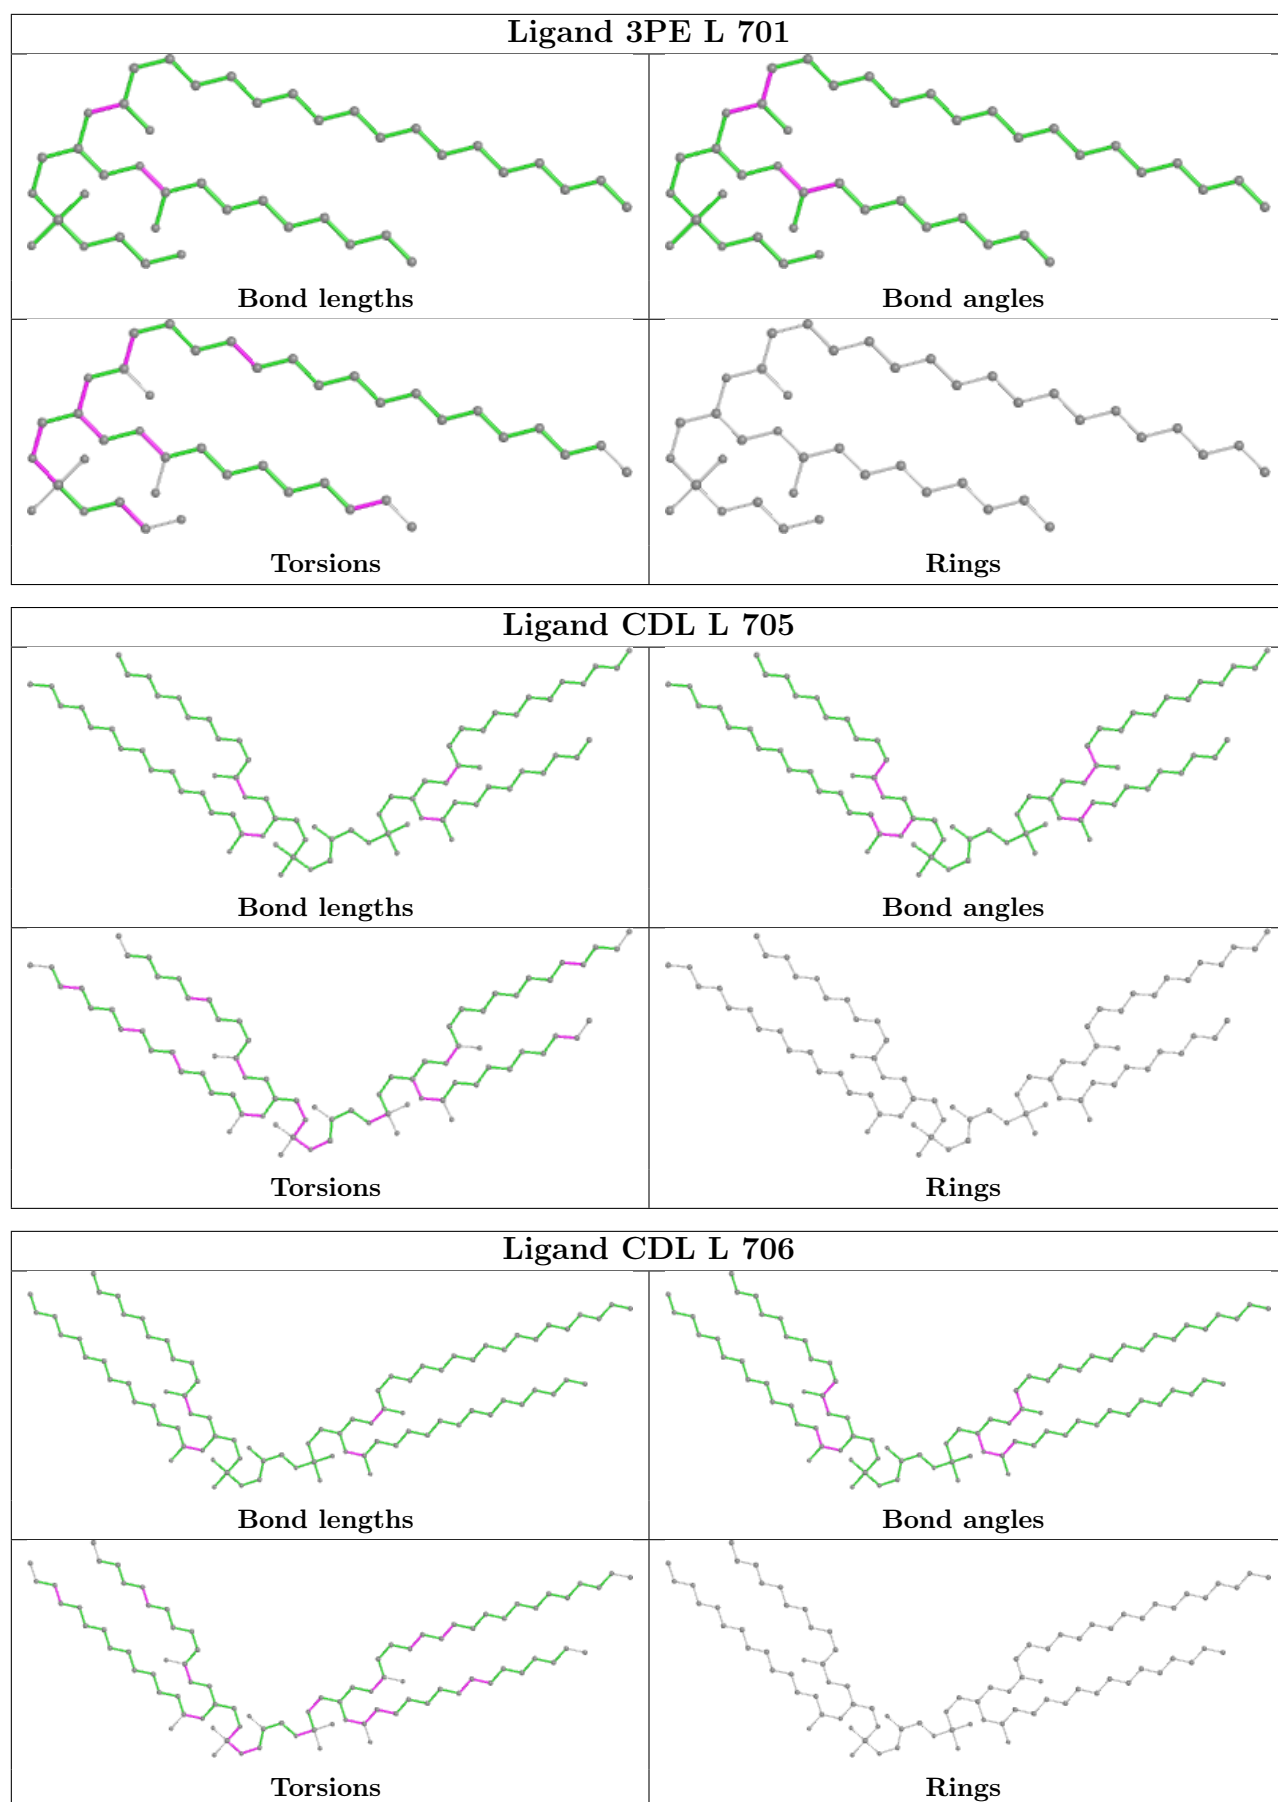 Ligand 3PE L 701
Bond lengths
Bond angles
Torsions
Rings
Ligand CDL L 705
Bond lengths
Bond angles
Torsions
Rings
Ligand CDL L 706
Bond lengths
Bond angles
Torsions
Rings